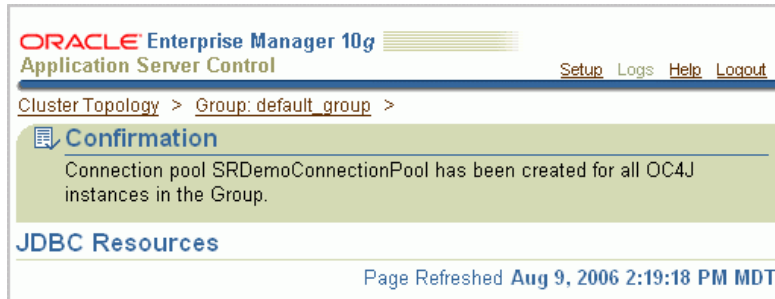 ORACLE Enterprise Manager 10g
Application Server Control
Setup Logs Help Logout
Cluster Topology > Group: default_group >
Confirmation
Connection pool SRDemoConnectionPool has been created for all OC4J
instances in the Group.
JDBC Resources
Page Refreshed Aug 9, 2006 2:19:18 PM MDT